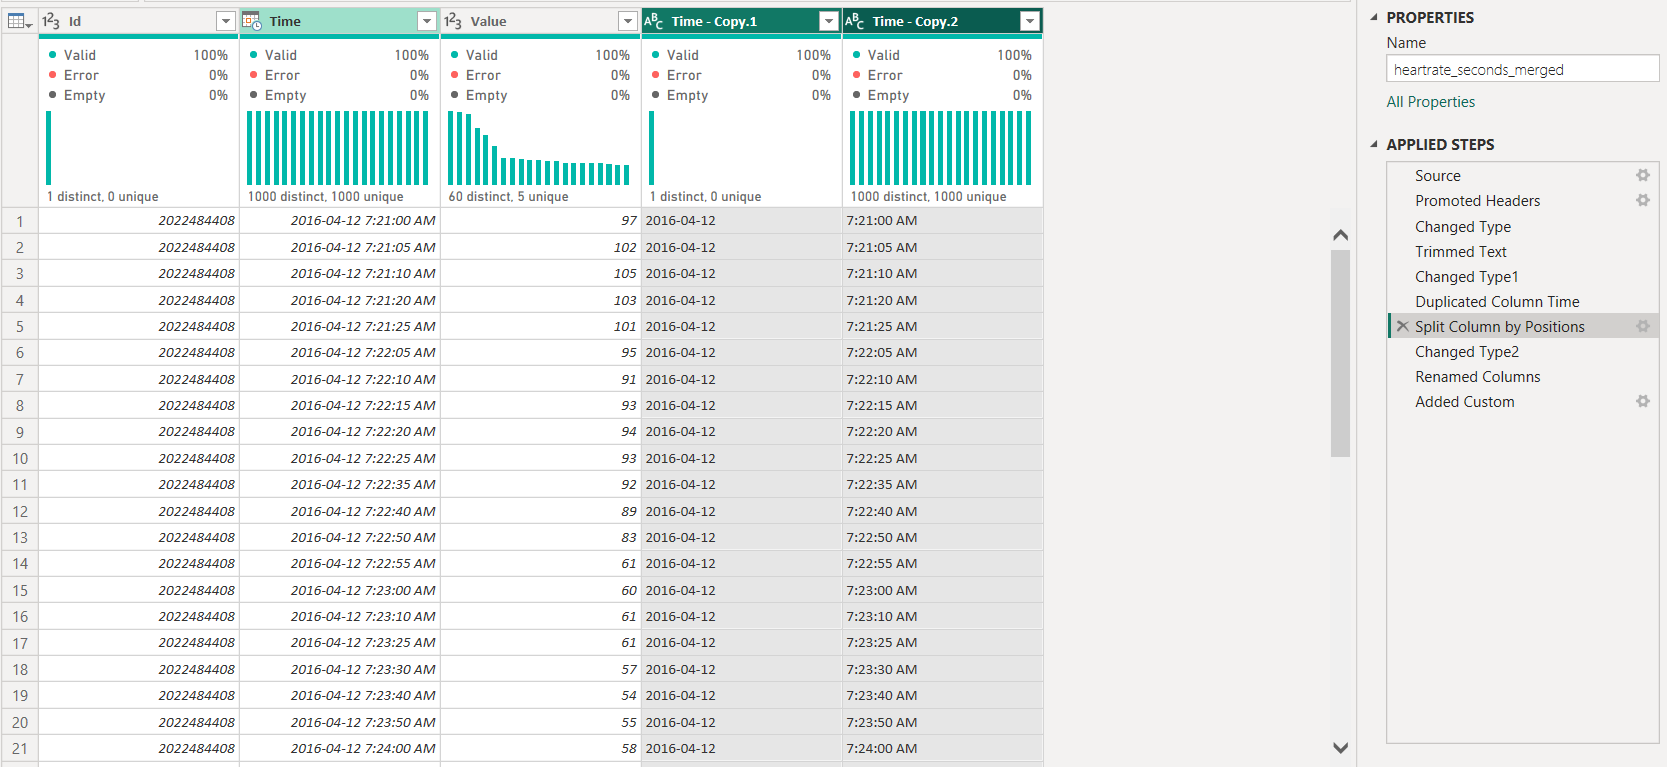 123 Id Time 123 Value ABC Time - Copy.1 ABC Time - Copy.2
Valid 100% Valid 100% Valid 100% Valid 100% Valid 100%
Error 0% Error 0% Error 0% Error 0% Error 0%
Empty 0% Empty 0% Empty 0% Empty 0% Empty 0%
1 distinct, 0 unique 1000 distinct, 1000 unique 60 distinct, 5 unique 1 distinct, 0 unique 1000 distinct, 1000 unique
1 2022484408 2016-04-12 7:21:00 AM 97 2016-04-12 7:21:00 AM
2 2022484408 2016-04-12 7:21:05 AM 102 2016-04-12 7:21:05 AM
3 2022484408 2016-04-12 7:21:10 AM 105 2016-04-12 7:21:10 AM
4 2022484408 2016-04-12 7:21:20 AM 103 2016-04-12 7:21:20 AM
5 2022484408 2016-04-12 7:21:25 AM 101 2016-04-12 7:21:25 AM
6 2022484408 2016-04-12 7:22:05 AM 95 2016-04-12 7:22:05 AM
7 2022484408 2016-04-12 7:22:10 AM 91 2016-04-12 7:22:10 AM
8 2022484408 2016-04-12 7:22:15 AM 93 2016-04-12 7:22:15 AM
9 2022484408 2016-04-12 7:22:20 AM 94 2016-04-12 7:22:20 AM
10 2022484408 2016-04-12 7:22:25 AM 93 2016-04-12 7:22:25 AM
11 2022484408 2016-04-12 7:22:35 AM 92 2016-04-12 7:22:35 AM
12 2022484408 2016-04-12 7:22:40 AM 89 2016-04-12 7:22:40 AM
13 2022484408 2016-04-12 7:22:50 AM 83 2016-04-12 7:22:50 AM
14 2022484408 2016-04-12 7:22:55 AM 61 2016-04-12 7:22:55 AM
15 2022484408 2016-04-12 7:23:00 AM 60 2016-04-12 7:23:00 AM
16 2022484408 2016-04-12 7:23:10 AM 61 2016-04-12 7:23:10 AM
17 2022484408 2016-04-12 7:23:25 AM 61 2016-04-12 7:23:25 AM
18 2022484408 2016-04-12 7:23:30 AM 57 2016-04-12 7:23:30 AM
19 2022484408 2016-04-12 7:23:40 AM 54 2016-04-12 7:23:40 AM
20 2022484408 2016-04-12 7:23:50 AM 55 2016-04-12 7:23:50 AM
21 2022484408 2016-04-12 7:24:00 AM 58 2016-04-12 7:24:00 AM
PROPERTIES
Name
heartrate_seconds_merged
All Properties
APPLIED STEPS
Source
Promoted Headers
Changed Type
Trimmed Text
Changed Type1
Duplicated Column Time
Split Column by Positions
Changed Type2
Renamed Columns
Added Custom